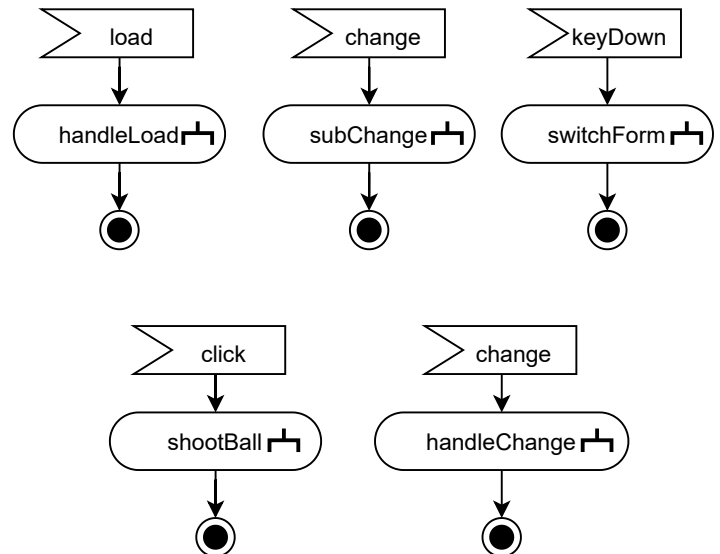 load
change
keyDown
handleLoad
subChange
switchForm
click
change
shootBall
handleChange